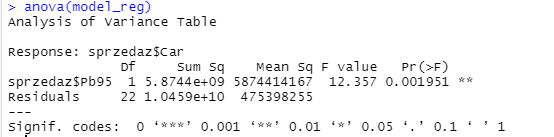 > anova(model_reg)
Analysis of Variance Table

Response: sprzedaz$Car
              Df     Sum Sq    Mean Sq F value   Pr(>F)
sprzedaz$Pb95  1 5.8744e+09 5874414167  12.357 0.001951 **
Residuals     22 1.0459e+10  475398255
---
Signif. codes:  0 ‘***’ 0.001 ‘**’ 0.01 ‘*’ 0.05 ‘.’ 0.1 ‘ ’ 1